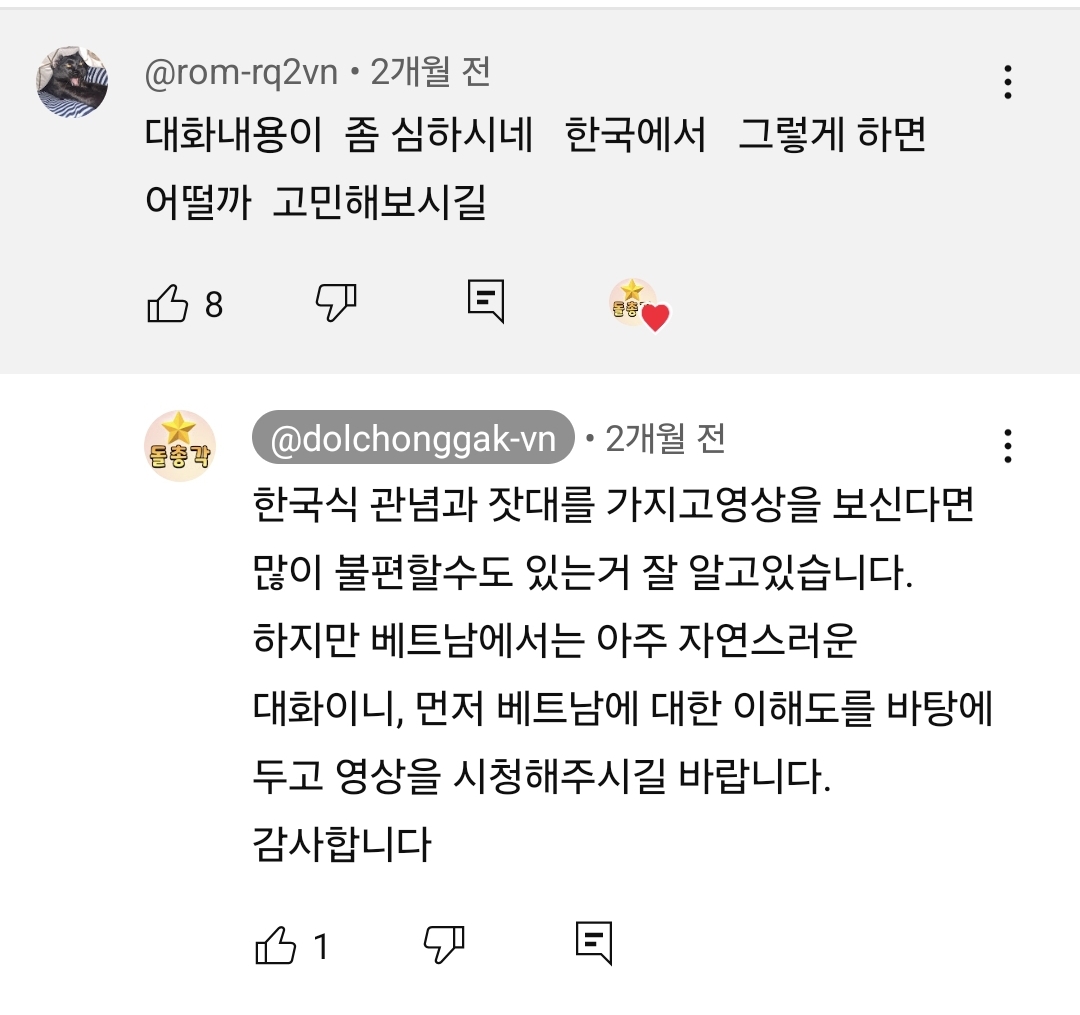 @rom-rq2vn • 2개월 전
대화내용이 좀 심하시네 한국에서 그렇게 하면
어떨까 고민해보시길
8
돌총각
@dolchonggak-vn • 2개월 전
돌총각
한국식 관념과 잣대를 가지고영상을 보신다면
많이 불편할수도 있는거 잘 알고있습니다.
하지만 베트남에서는 아주 자연스러운
대화이니, 먼저 베트남에 대한 이해도를 바탕에
두고 영상을 시청해주시길 바랍니다.
감사합니다
1